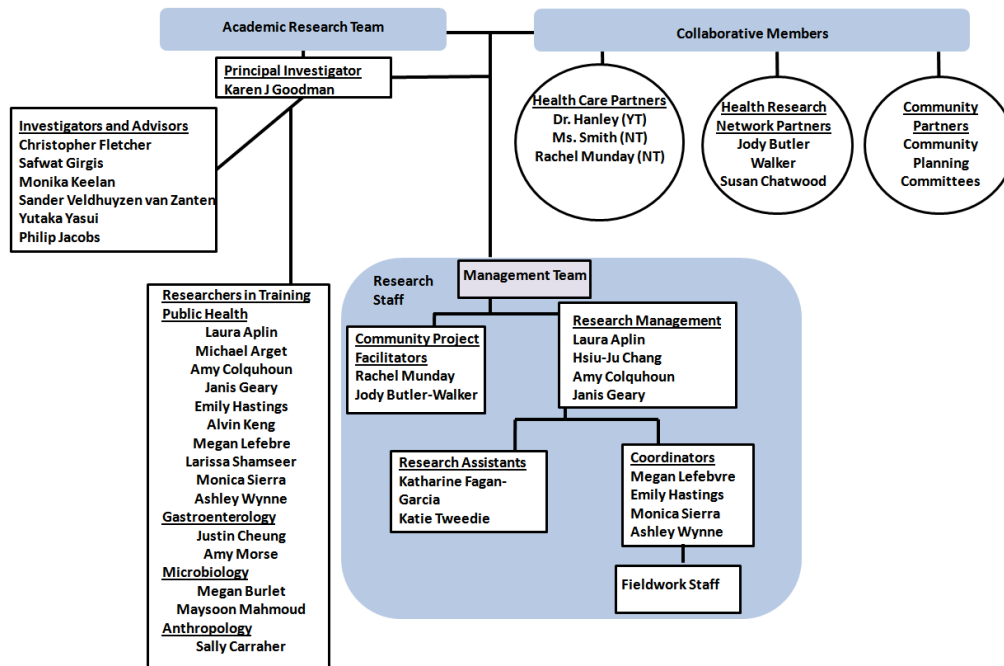 Academic Research Team
Collaborative Members
Principal Investigator
Karen J Goodman
Investigators and Advisors
Christopher Fletcher
Safwat Girgis
Monika Keelan
Sander Veldhuyzen van Zanten
Yutaka Yasui
Philip Jacobs
Health Care Partners
Dr. Hanley (YT)
Ms. Smith (NT)
Rachel Munday (NT)
Health Research
Network Partners
Jody Butler
Walker
Susan Chatwood
Community
Partners
Community
Planning
Committees
Researchers in Training
Public Health
Laura Aplin
Michael Arget
Amy Colquhoun
Janis Geary
Emily Hastings
Alvin Keng
Megan Lefebre
Larissa Shamseer
Monica Sierra
Ashley Wynne
Gastroenterology
Justin Cheung
Amy Morse
Microbiology
Megan Burlet
Maysoon Mahmoud
Anthropology
Sally Carraher
Research
Staff
Management Team
Community Project
Facilitators
Rachel Munday
Jody Butler-Walker
Research Management
Laura Aplin
Hsiu-Ju Chang
Amy Colquhoun
Janis Geary
Research Assistants
Katharine Fagan-
Garcia
Katie Tweedie
Coordinators
Megan Lefebvre
Emily Hastings
Monica Sierra
Ashley Wynne
Fieldwork Staff